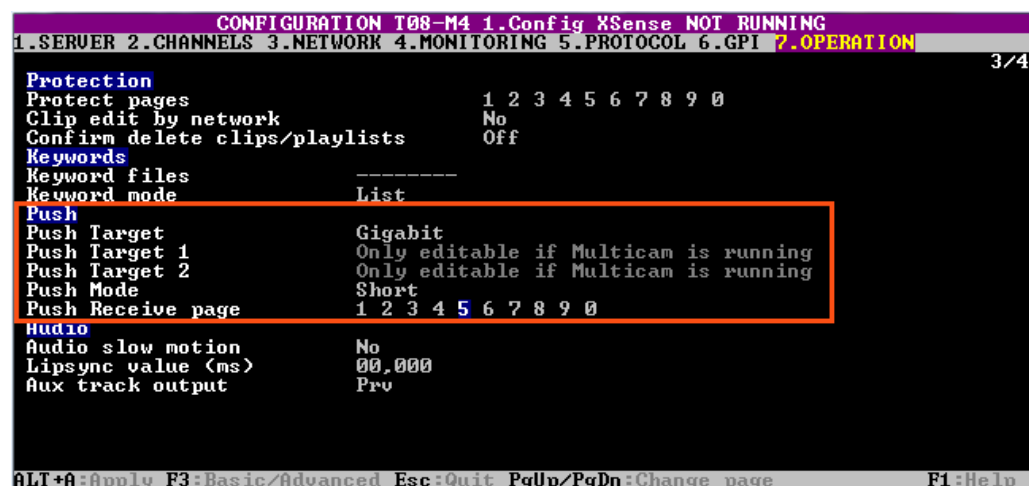 CONFIGURATION T08-M4 1.Config XSense NOT RUNNING
1.SERVER 2.CHANNELS 3.NETWORK 4.MONITORING 5.PROTOCOL 6.GPI 7.OPERATION
3/4
Protection
Protect pages 1 2 3 4 5 6 7 8 9 0
Clip edit by network No
Confirm delete clips/playlists Off
Keywords
Keyword files --------
Keyword mode List
Push
Push Target Gigabit
Push Target 1 Only editable if Multicam is running
Push Target 2 Only editable if Multicam is running
Push Mode Short
Push Receive page 1 2 3 4 5 6 7 8 9 0
Audio
Audio slow motion No
Lipsync value (ms) 00,000
Aux track output Prv
ALT+A:Apply F3:Basic/Advanced Esc:Quit PgUp/PgDn:Change page F1:Help